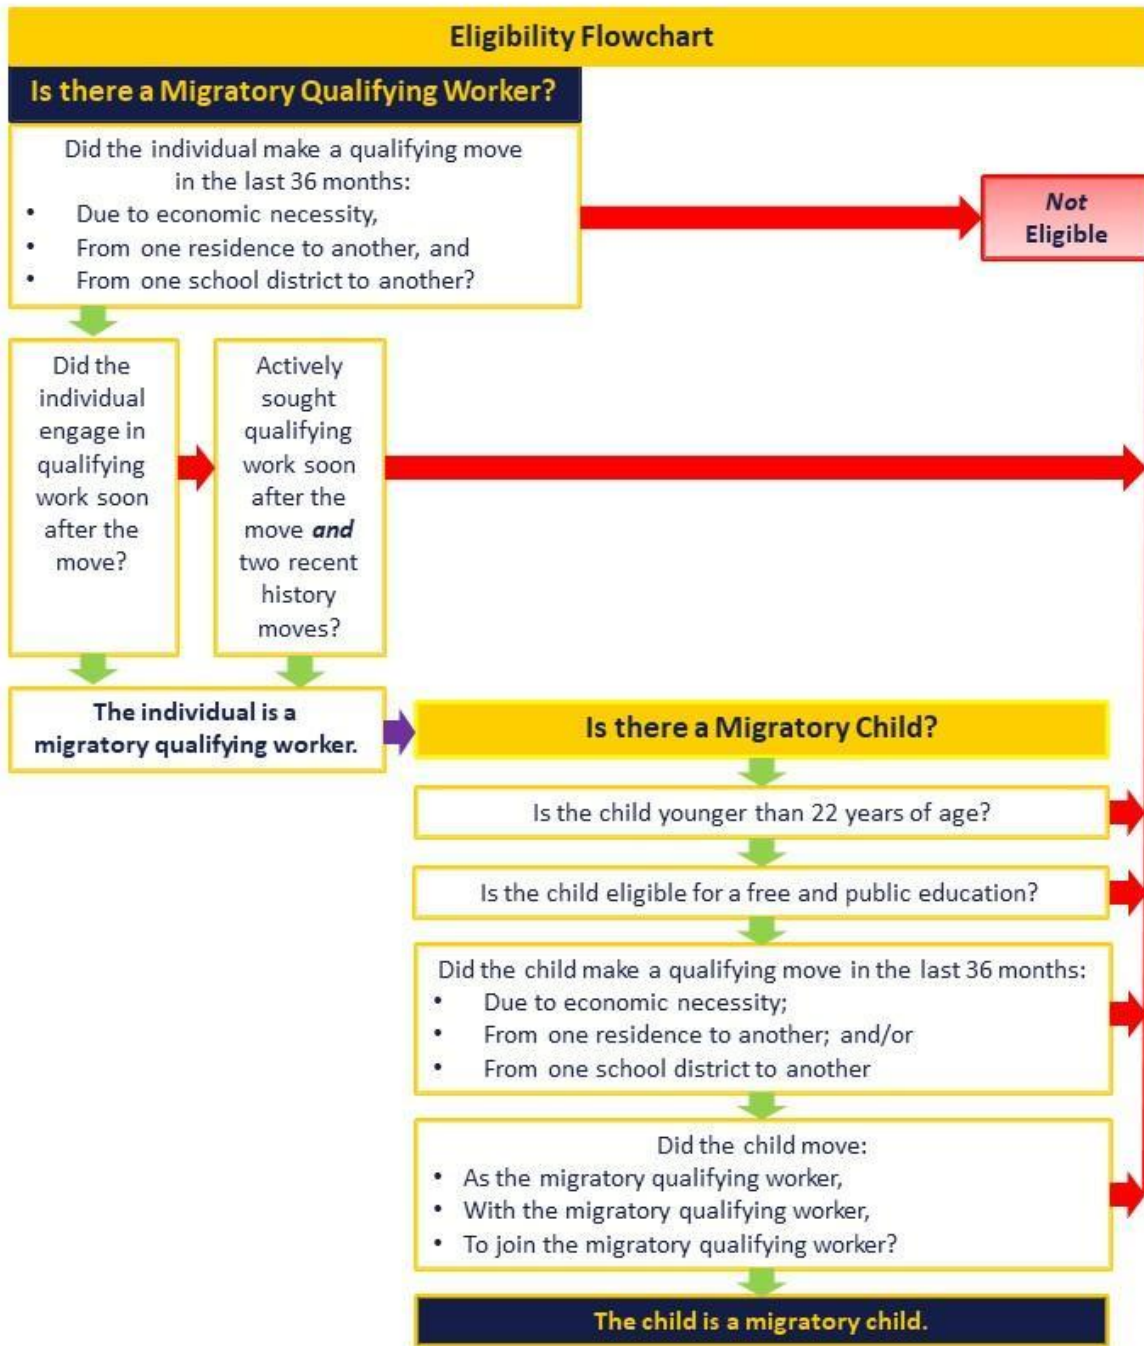 Eligibility Flowchart
Is there a Migratory Qualifying Worker?
Did the individual make a qualifying move
in the last 36 months:
• Due to economic necessity,
• From one residence to another, and
• From one school district to another?
Not
Eligible
Did the
individual
engage in
qualifying
work soon
after the
move?
Actively
sought
qualifying
work soon
after the
move and
two recent
history
moves?
The individual is a
migratory qualifying worker.
Is there a Migratory Child?
Is the child younger than 22 years of age?
Is the child eligible for a free and public education?
Did the child make a qualifying move in the last 36 months:
• Due to economic necessity;
• From one residence to another; and/or
• From one school district to another
Did the child move:
• As the migratory qualifying worker,
• With the migratory qualifying worker,
• To join the migratory qualifying worker?
The child is a migratory child.